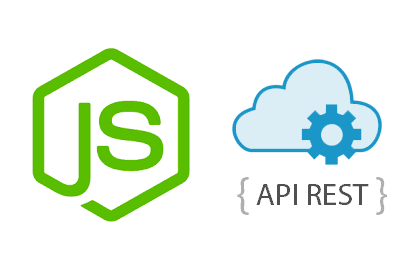 JS
{ API REST }